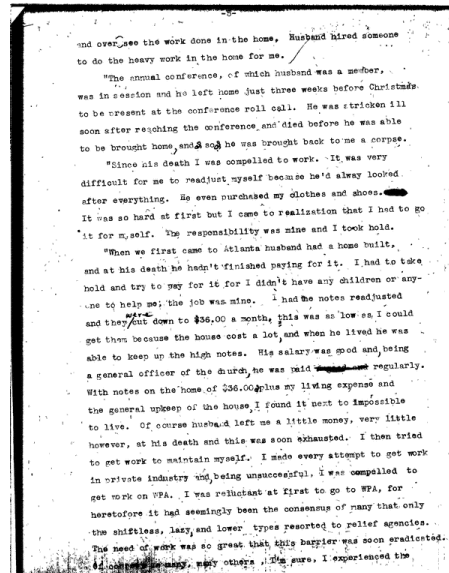 -5-
and over see the work done in the home. Husband hired someone
to do the heavy work in the home for me.
"The annual conference, of which husband was a member,
was in session and he left home just three weeks before Christmas
to be present at the conference roll call. He was stricken ill
soon after reaching the conference and died before he was able
to be brought home, and so he was brought back to me a corpse.
"Since his death I was compelled to work. It was very
difficult for me to readjust myself because he'd alway looked
after everything. He even purchased my clothes and shoes.
It was so hard at first but I came to realization that I had to go
it for myself. The responsibility was mine and I took hold.
"When we first came to Atlanta husband had a home built,
and at his death he hadn't finished paying for it. I had to take
hold and try to pay for it for I didn't have any children or any-
one to help me; the job was mine. I had the notes readjusted
and they were cut down to $36.00 a month, this was as low as I could
get them because the house cost a lot, and when he lived he was
able to keep up the high notes. His salary was good and being
a general officer of the church, he was paid regularly.
With notes on the home of $36.00 plus my living expense and
the general upkeep of the house, I found it next to impossible
to live. Of course husband left me a little money, very little
however, at his death and this was soon exhausted. I then tried
to get work to maintain myself. I made every attempt to get work
in private industry and being unsuccessful, I was compelled to
get work on WPA. I was reluctant at first to go to WPA, for
heretofore it had seemingly been the consensus of many that only
the shiftless, lazy, and lower types resorted to relief agencies.
The need of work was so great that this barrier was soon eradicated.
many, many others, I'm sure, I experienced the